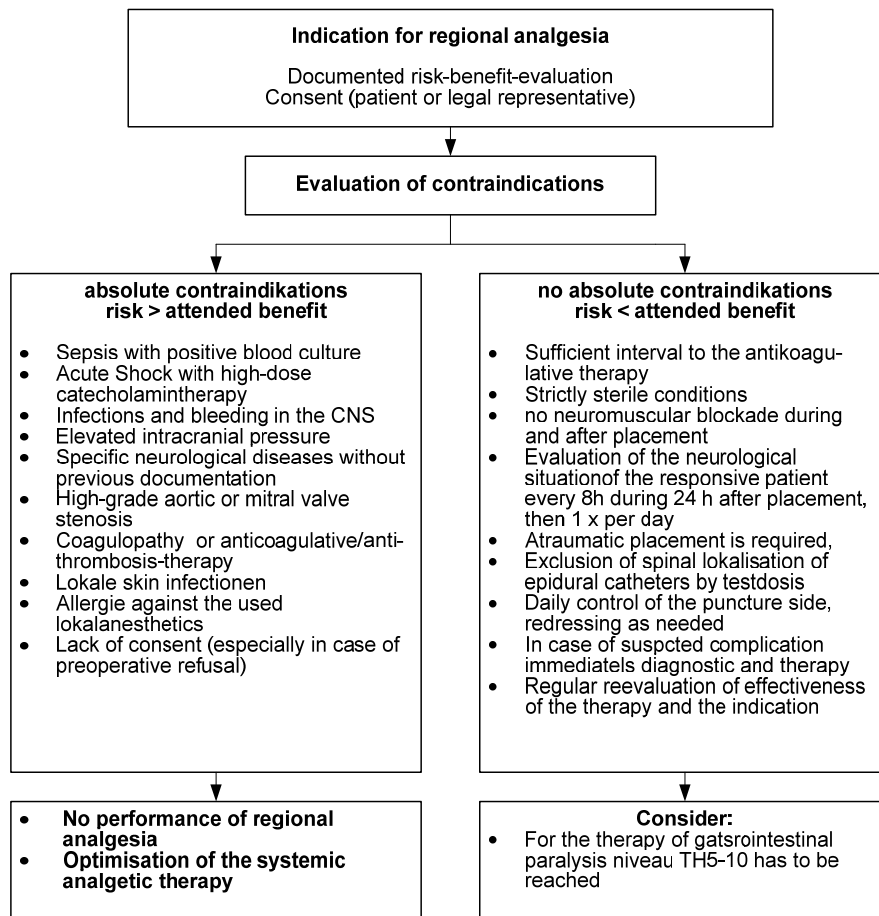 Indication for regional analgesia
Documented risk-benefit-evaluation
Consent (patient or legal representative)
Evaluation of contraindications
absolute contraindikations
risk > attended benefit
• Sepsis with positive blood culture
• Acute Shock with high-dose
catecholamintherapy
• Infections and bleeding in the CNS
• Elevated intracranial pressure
• Specific neurological diseases without
previous documentation
• High-grade aortic or mitral valve
stenosis
• Coagulopathy or anticoagulative/anti-
thrombosis-therapy
• Lokale skin infectionen
• Allergie against the used
lokalanesthetics
• Lack of consent (especially in case of
preoperative refusal)
no absolute contraindikations
risk < attended benefit
• Sufficient interval to the antikoagu-
lative therapy
• Strictly sterile conditions
• no neuromuscular blockade during
and after placement
• Evaluation of the neurological
situationof the responsive patient
every 8h during 24 h after placement,
then 1 x per day
• Atraumatic placement is required,
• Exclusion of spinal lokalisation of
epidural catheters by testdosis
• Daily control of the puncture side,
redressing as needed
• In case of suspcted complication
immediatels diagnostic and therapy
• Regular reevaluation of effectiveness
of the therapy and the indication
• No performance of regional
analgesia
• Optimisation of the systemic
analgetic therapy
Consider:
• For the therapy of gatsrointestinal
paralysis niveau TH5-10 has to be
reached